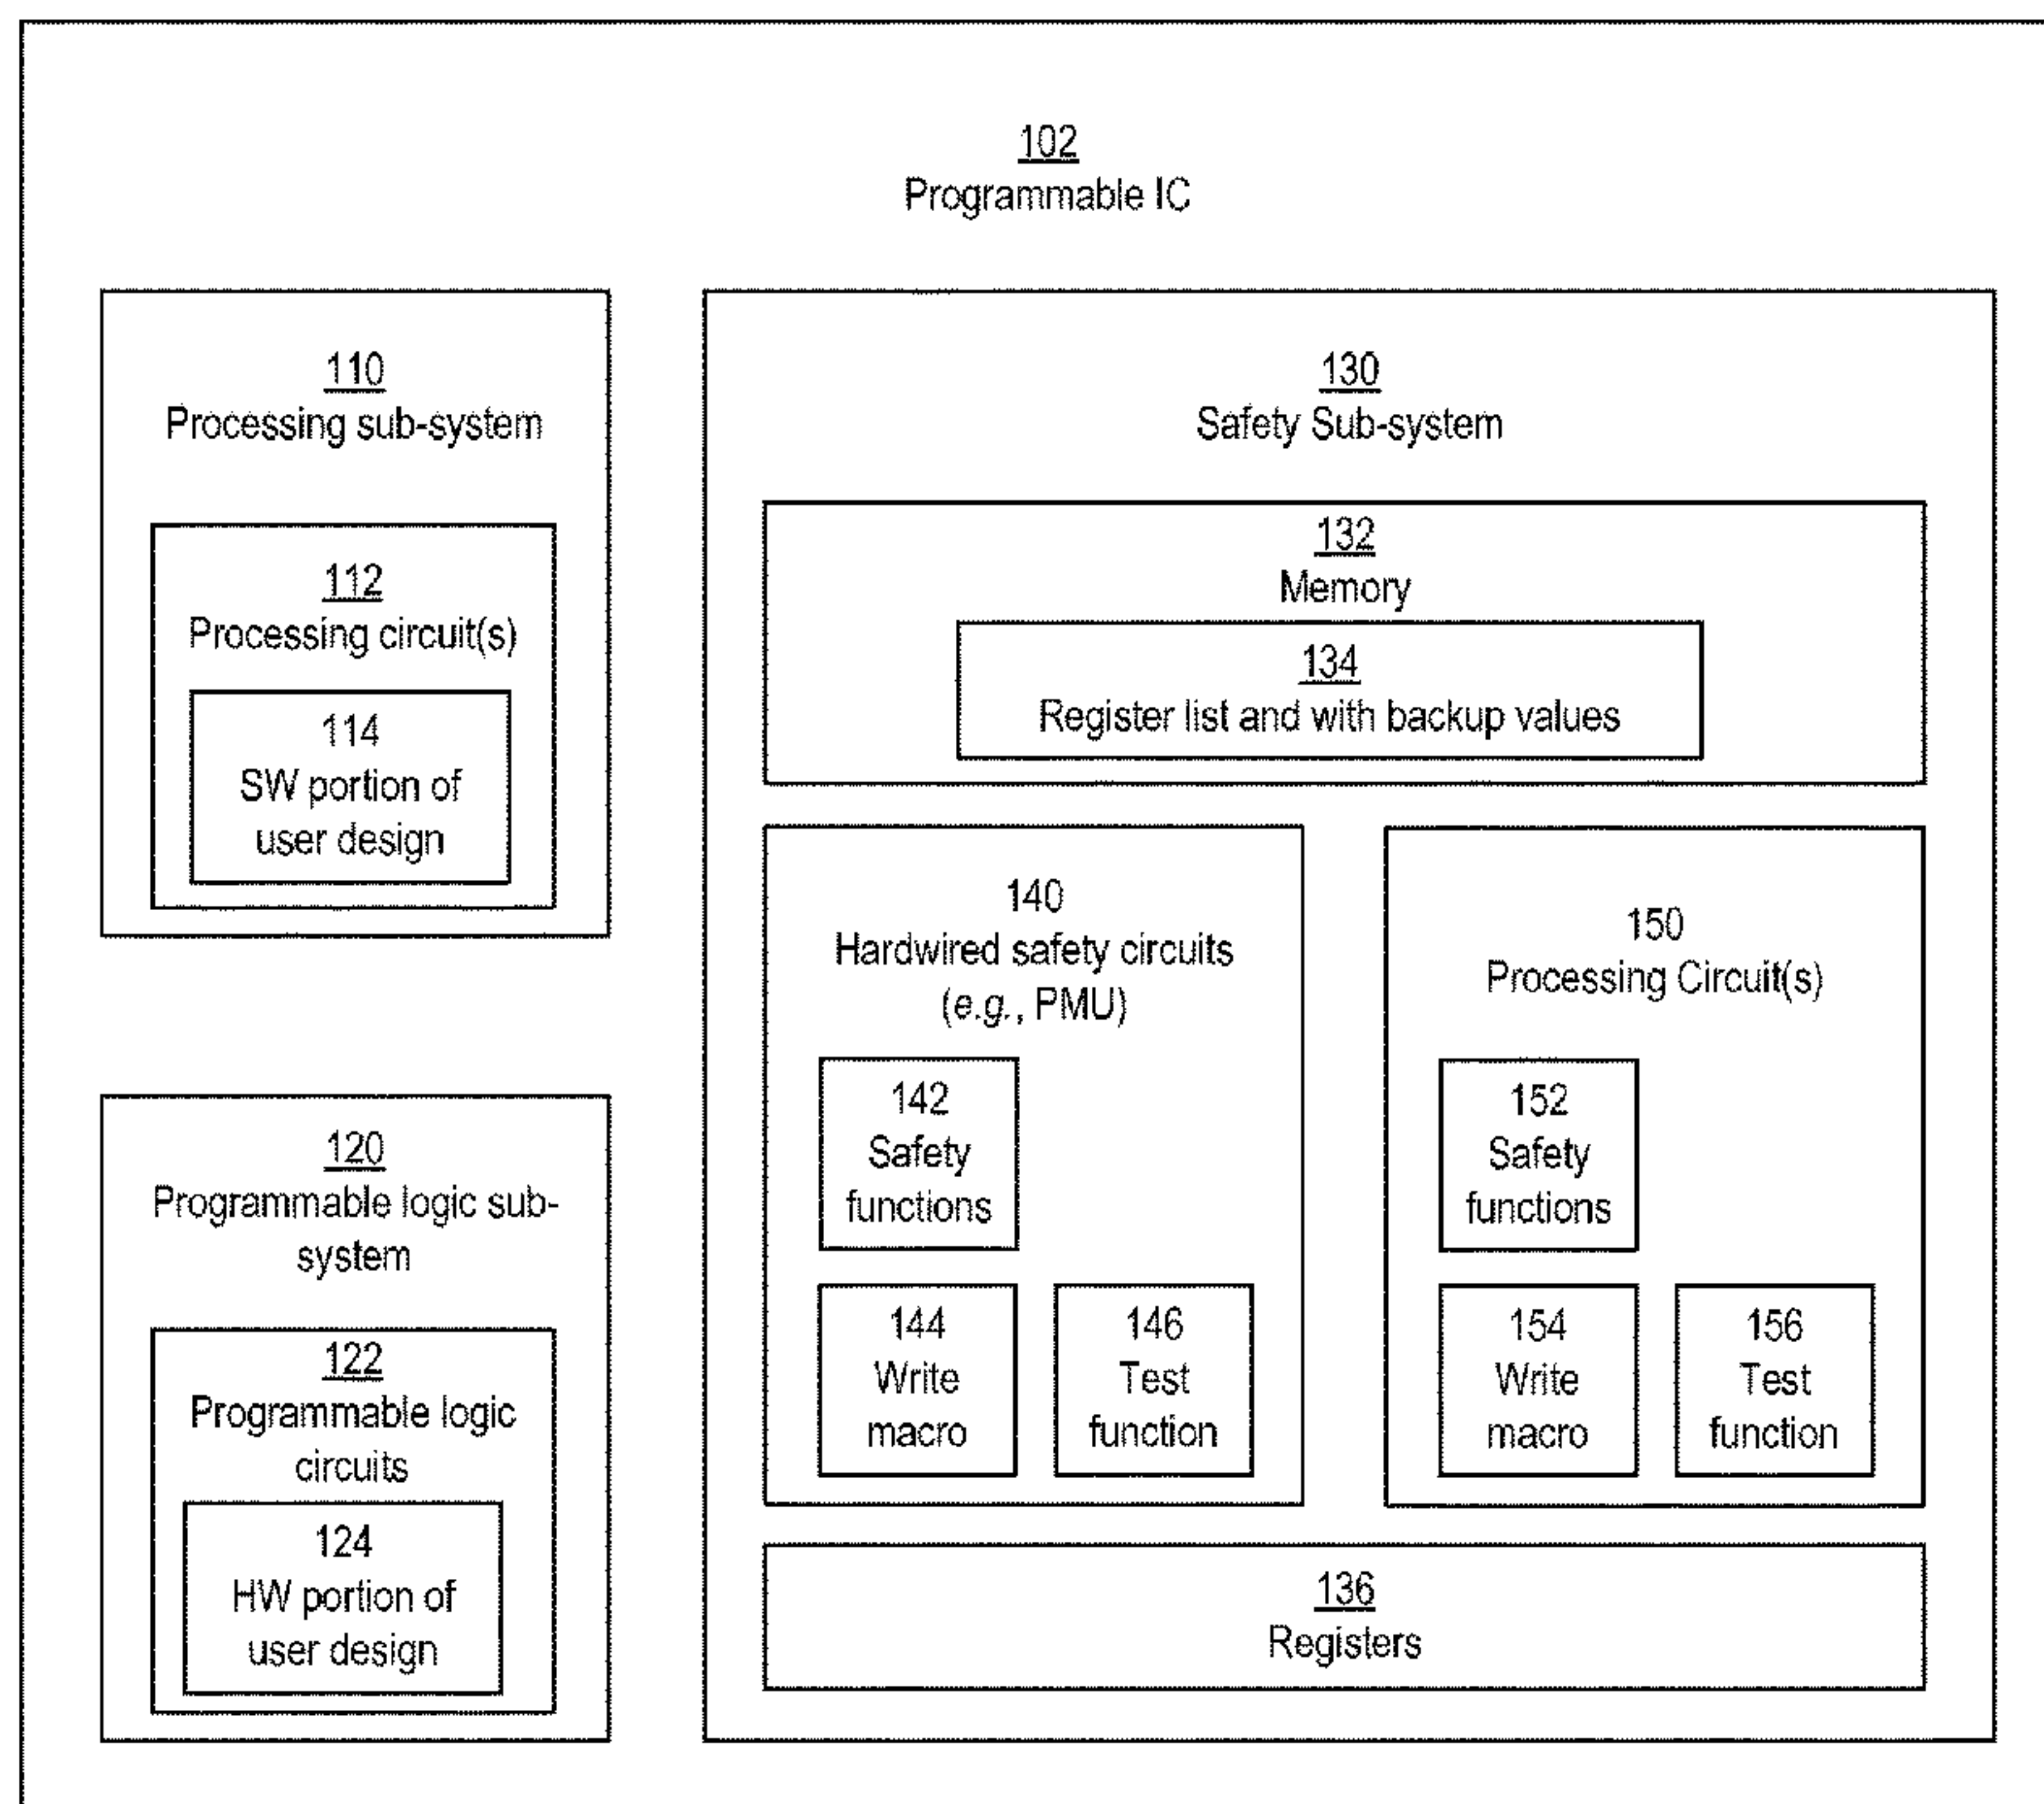 102
Programmable IC
110
Processing sub-system
112
Processing circuit(s)
114
SW portion of
user design
120
Programmable logic sub-
system
122
Programmable logic
circuits
124
HW portion of
user design
130
Safety Sub-system
132
Memory
134
Register list and with backup values
140
Hardwired safety circuits
(e.g., PMU)
142
Safety
functions
144
Write
macro
146
Test
function
150
Processing Circuit(s)
152
Safety
functions
154
Write
macro
156
Test
function
136
Registers